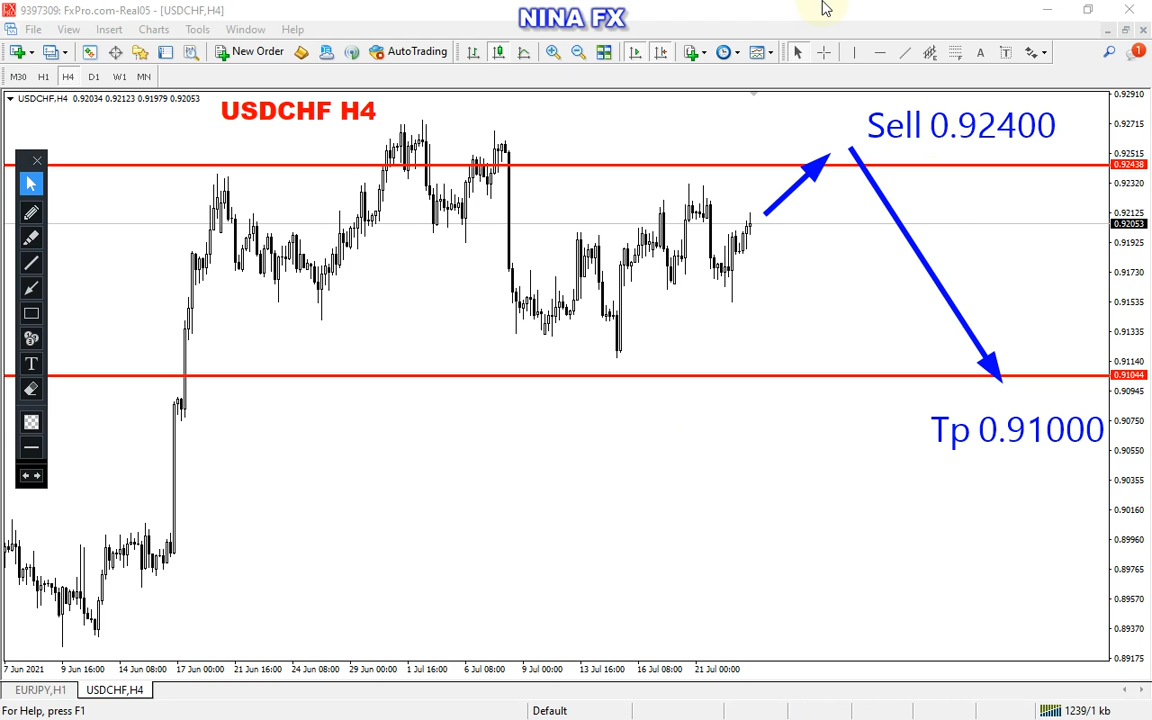 9397309: FxPro.com-Real05 - [USDCHF,H4]
NINA FX
File View Insert Charts Tools Window Help
New Order AutoTrading
A T
1
M30 H1 H4 D1 W1 MN
USDCHF,H4 0.92034 0.92123 0.91979 0.92053
USDCHF H4
Sell 0.92400
Tp 0.91000
T
0.92910
0.92715
0.92515
0.92438
0.92320
0.92125
0.92053
0.91925
0.91730
0.91535
0.91335
0.91140
0.91044
0.90945
0.90750
0.90550
0.90355
0.90160
0.89960
0.89765
0.89570
0.89370
0.89175
7 Jun 2021 9 Jun 16:00 14 Jun 08:00 17 Jun 00:00 21 Jun 16:00 24 Jun 08:00 29 Jun 00:00 1 Jul 16:00 6 Jul 08:00 9 Jul 00:00 13 Jul 16:00 16 Jul 08:00 21 Jul 00:00
EURJPY,H1 USDCHF,H4
For Help, press F1 Default 1239/1 kb